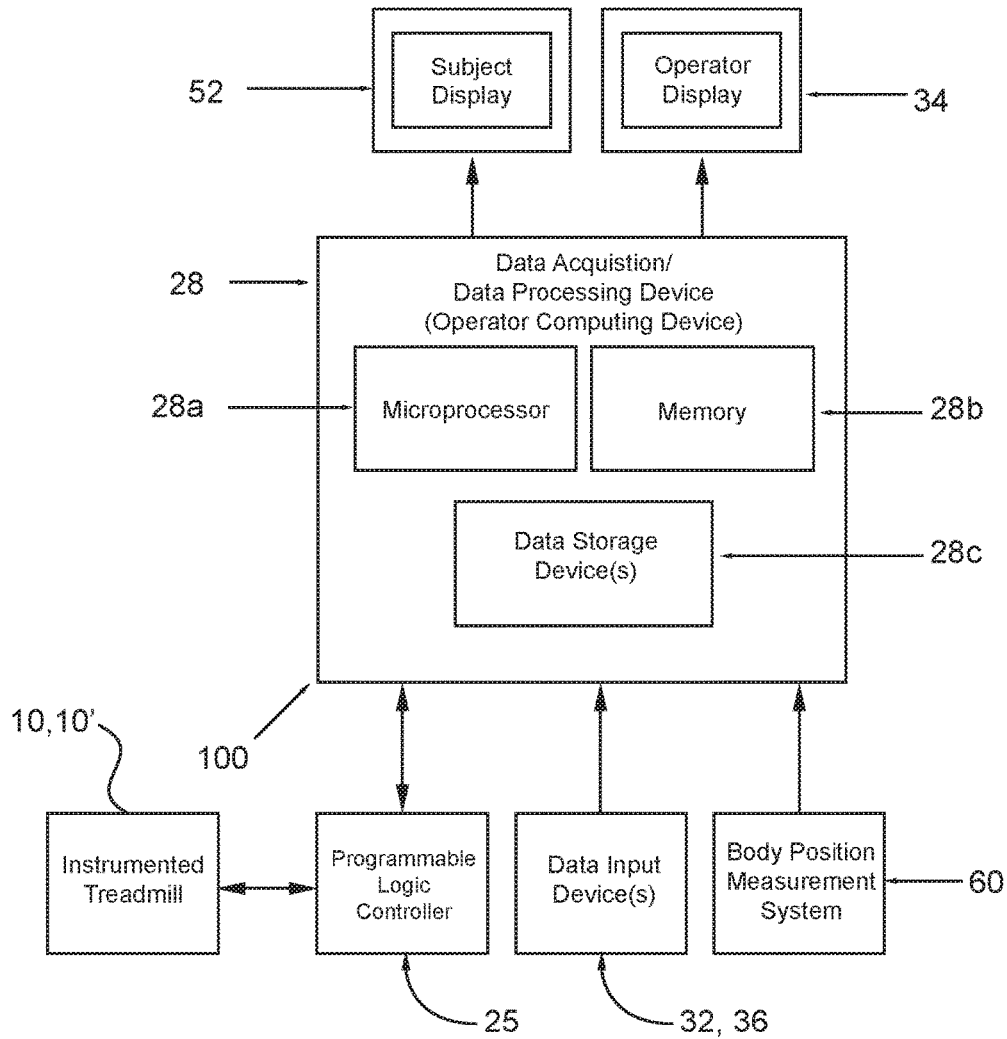 Subject
Display
Operator
Display
52
34
28
Data Acquistion/
Data Processing Device
(Operator Computing Device)
28a
Microprocessor
Memory
28b
Data Storage
Device(s)
28c
10,10’
100
Instrumented
Treadmill
Programmable
Logic
Controller
Data Input
Device(s)
Body Position
Measurement
System
60
25
32, 36